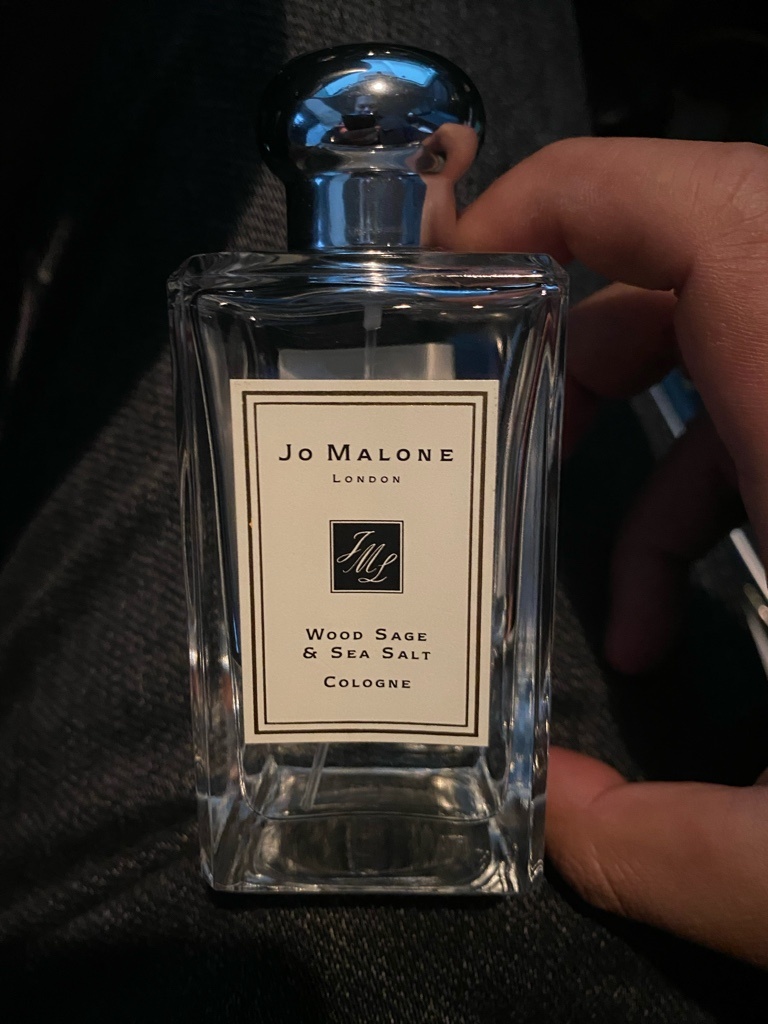 Jo Malone
London
JML
Wood Sage
& Sea Salt
Cologne